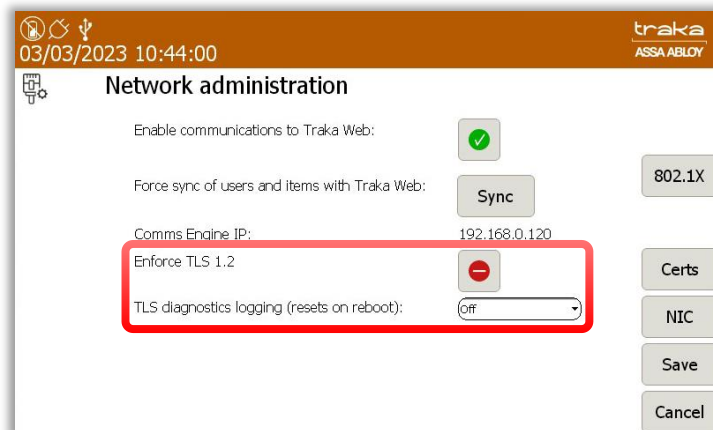 traka
03/03/2023 10:44:00
ASSA ABLOY
Network administration
Enable communications to Traka Web:
802.1X
Force sync of users and items with Traka Web:
Sync
Comms Engine IP:
192.168.0.120
Enforce TLS 1.2
Certs
TLS diagnostics logging (resets on reboot):
Off
NIC
Save
Cancel